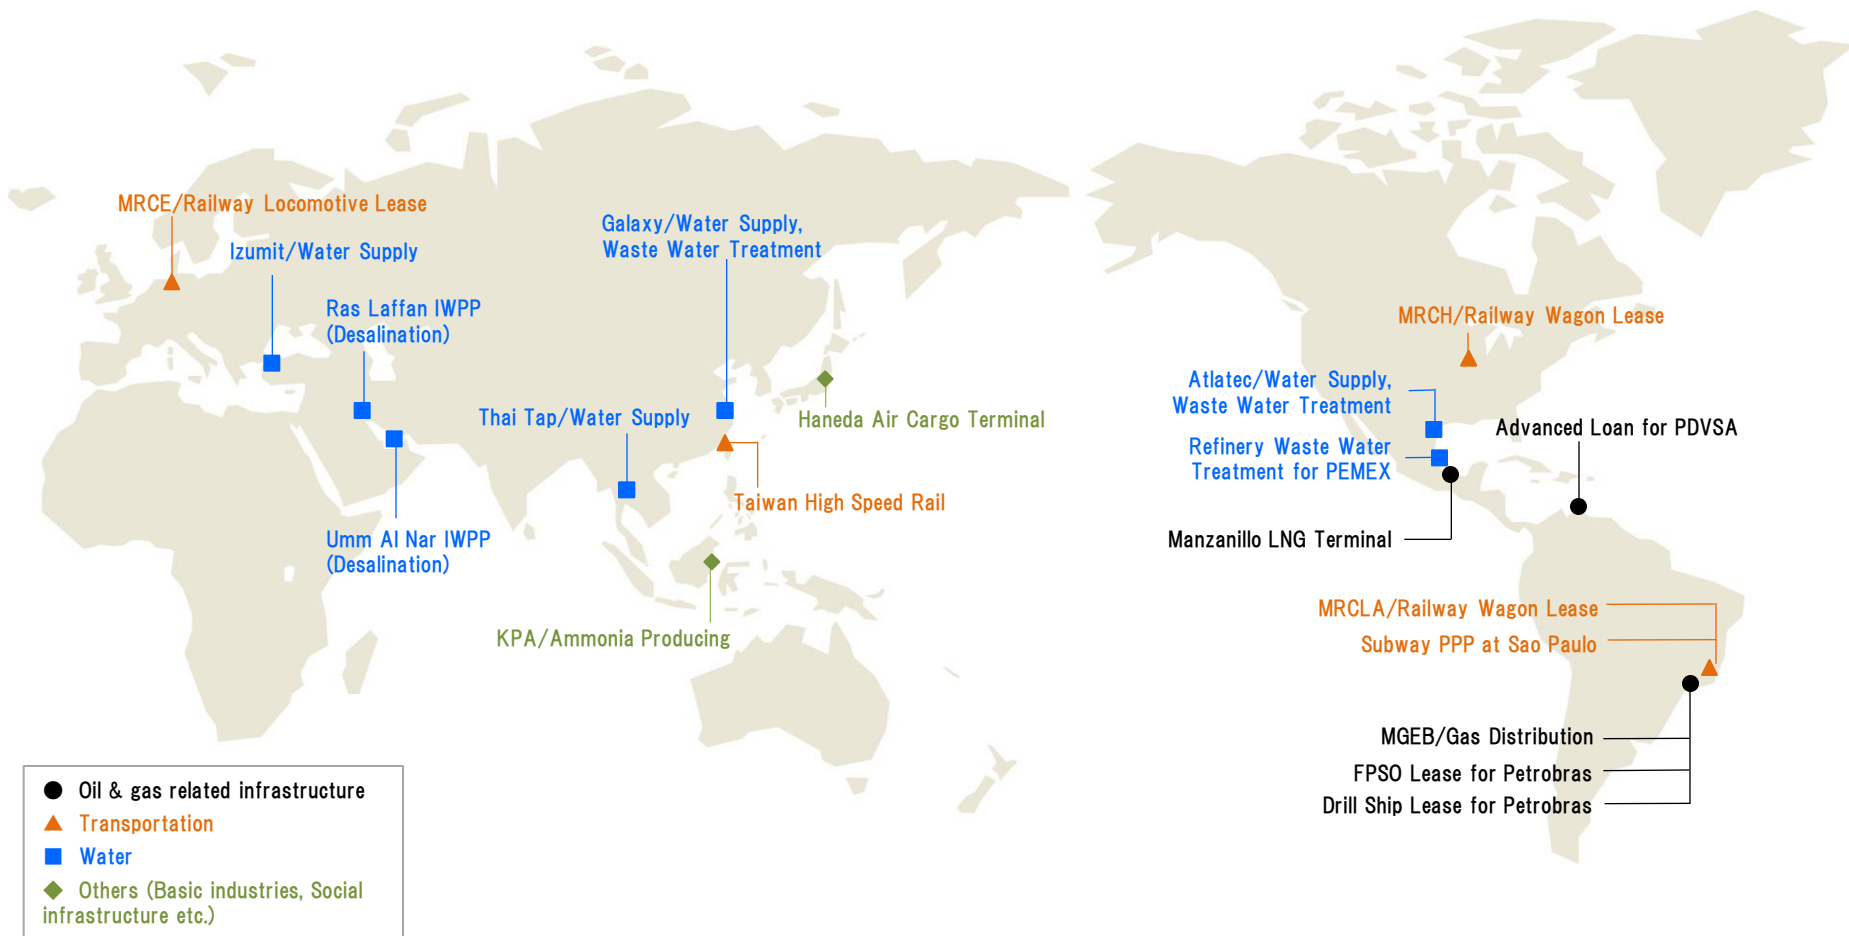 MRCE/Railway Locomotive Lease
Izumit/Water Supply
Galaxy/Water Supply,
Waste Water Treatment
Ras Laffan IWPP
(Desalination)
Thai Tap/Water Supply
Haneda Air Cargo Terminal
Taiwan High Speed Rail
Umm Al Nar IWPP
(Desalination)
KPA/Ammonia Producing
MRCH/Railway Wagon Lease
Atlatec/Water Supply,
Waste Water Treatment
Advanced Loan for PDVSA
Refinery Waste Water
Treatment for PEMEX
Manzanillo LNG Terminal
MRCLA/Railway Wagon Lease
Subway PPP at Sao Paulo
MGEB/Gas Distribution
FPSO Lease for Petrobras
Drill Ship Lease for Petrobras
Oil & gas related infrastructure
Transportation
Water
Others (Basic industries, Social
infrastructure etc.)